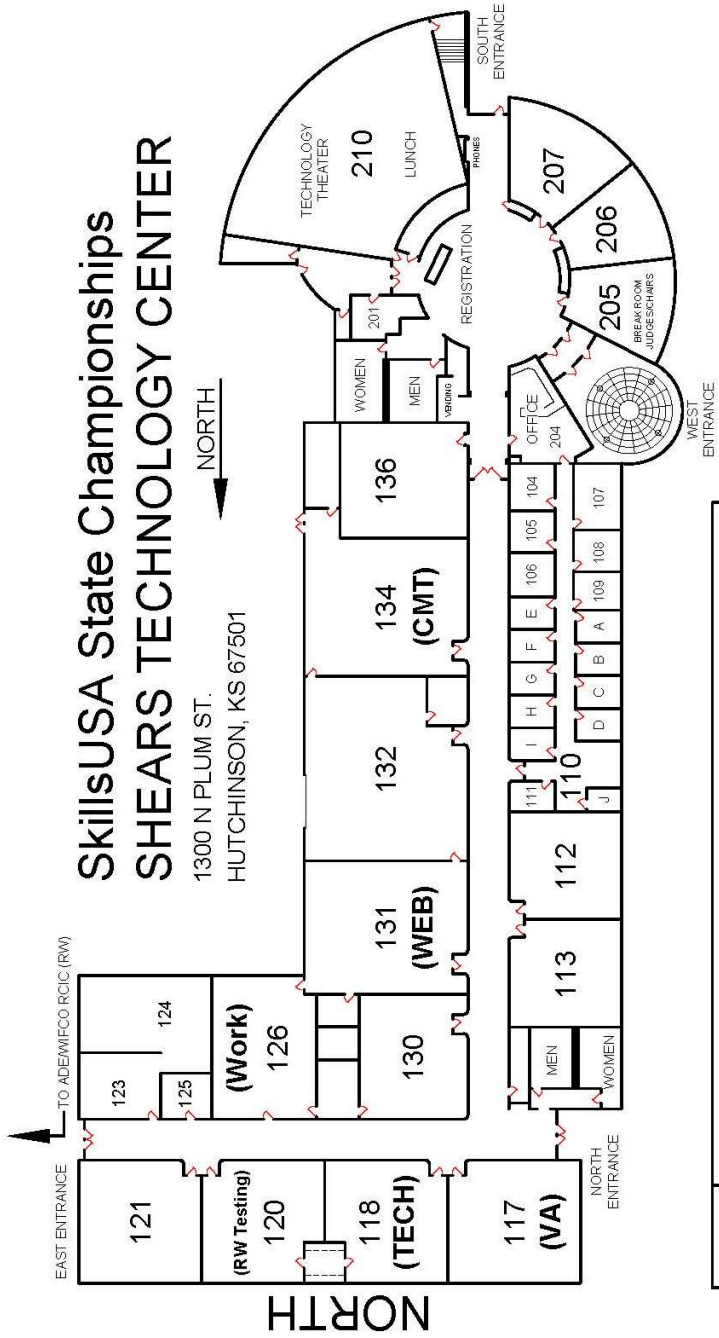 SkillsUSA State Championships
SHEARS TECHNOLOGY CENTER
1300 N PLUM ST.
HUTCHINSON, KS 67501
NORTH
TO ADE/WIFCO RCIC (RW)
EAST ENTRANCE
121
(RW Testing)
120
118
(TECH)
117
(VA)
NORTH
NORTH
ENTRANCE
123
124
125
(Work)
126
130
131
(WEB)
132
134
(CMT)
136
WOMEN
MEN
VENDING
201
TECHNOLOGY
THEATER
210
LUNCH
PHONES
REGISTRATION
SOUTH
ENTRANCE
207
206
205
BREAK ROOM
JUDGES/CHAIRS
OFFICE
204
WEST
ENTRANCE
MEN
WOMEN
113
112
111
110
J
I
H
G
F
E
106
105
104
D
C
B
A
109
108
107